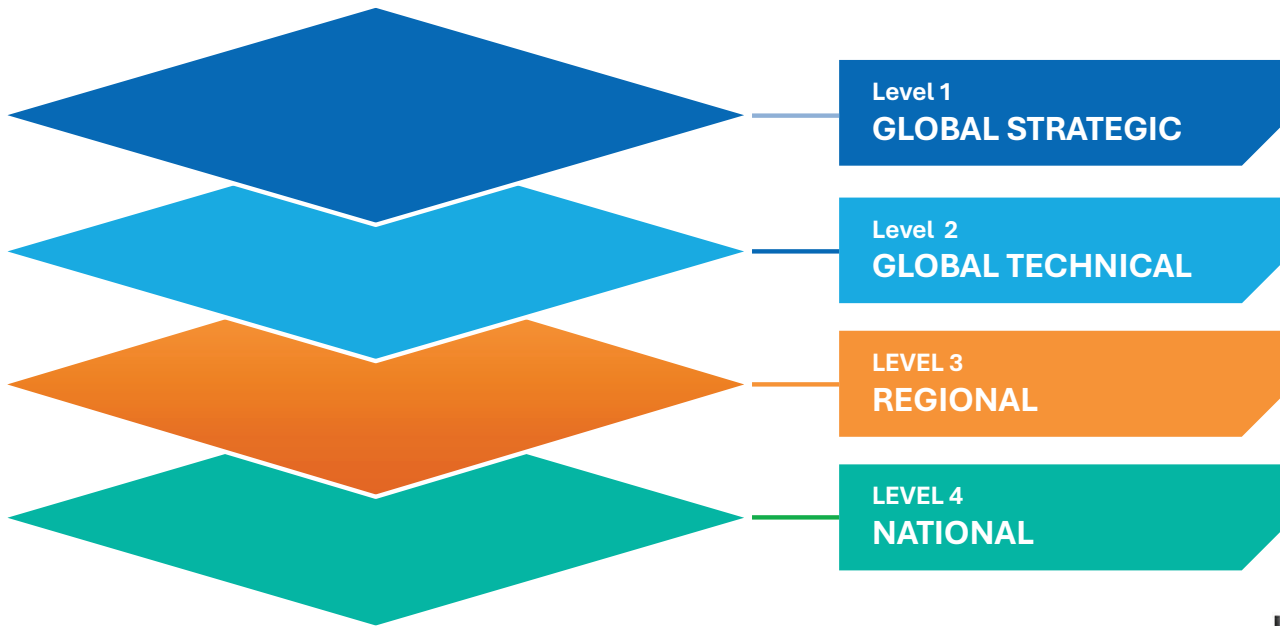 Level 1
GLOBAL STRATEGIC
Level 2
GLOBAL TECHNICAL
LEVEL 3
REGIONAL
LEVEL 4
NATIONAL